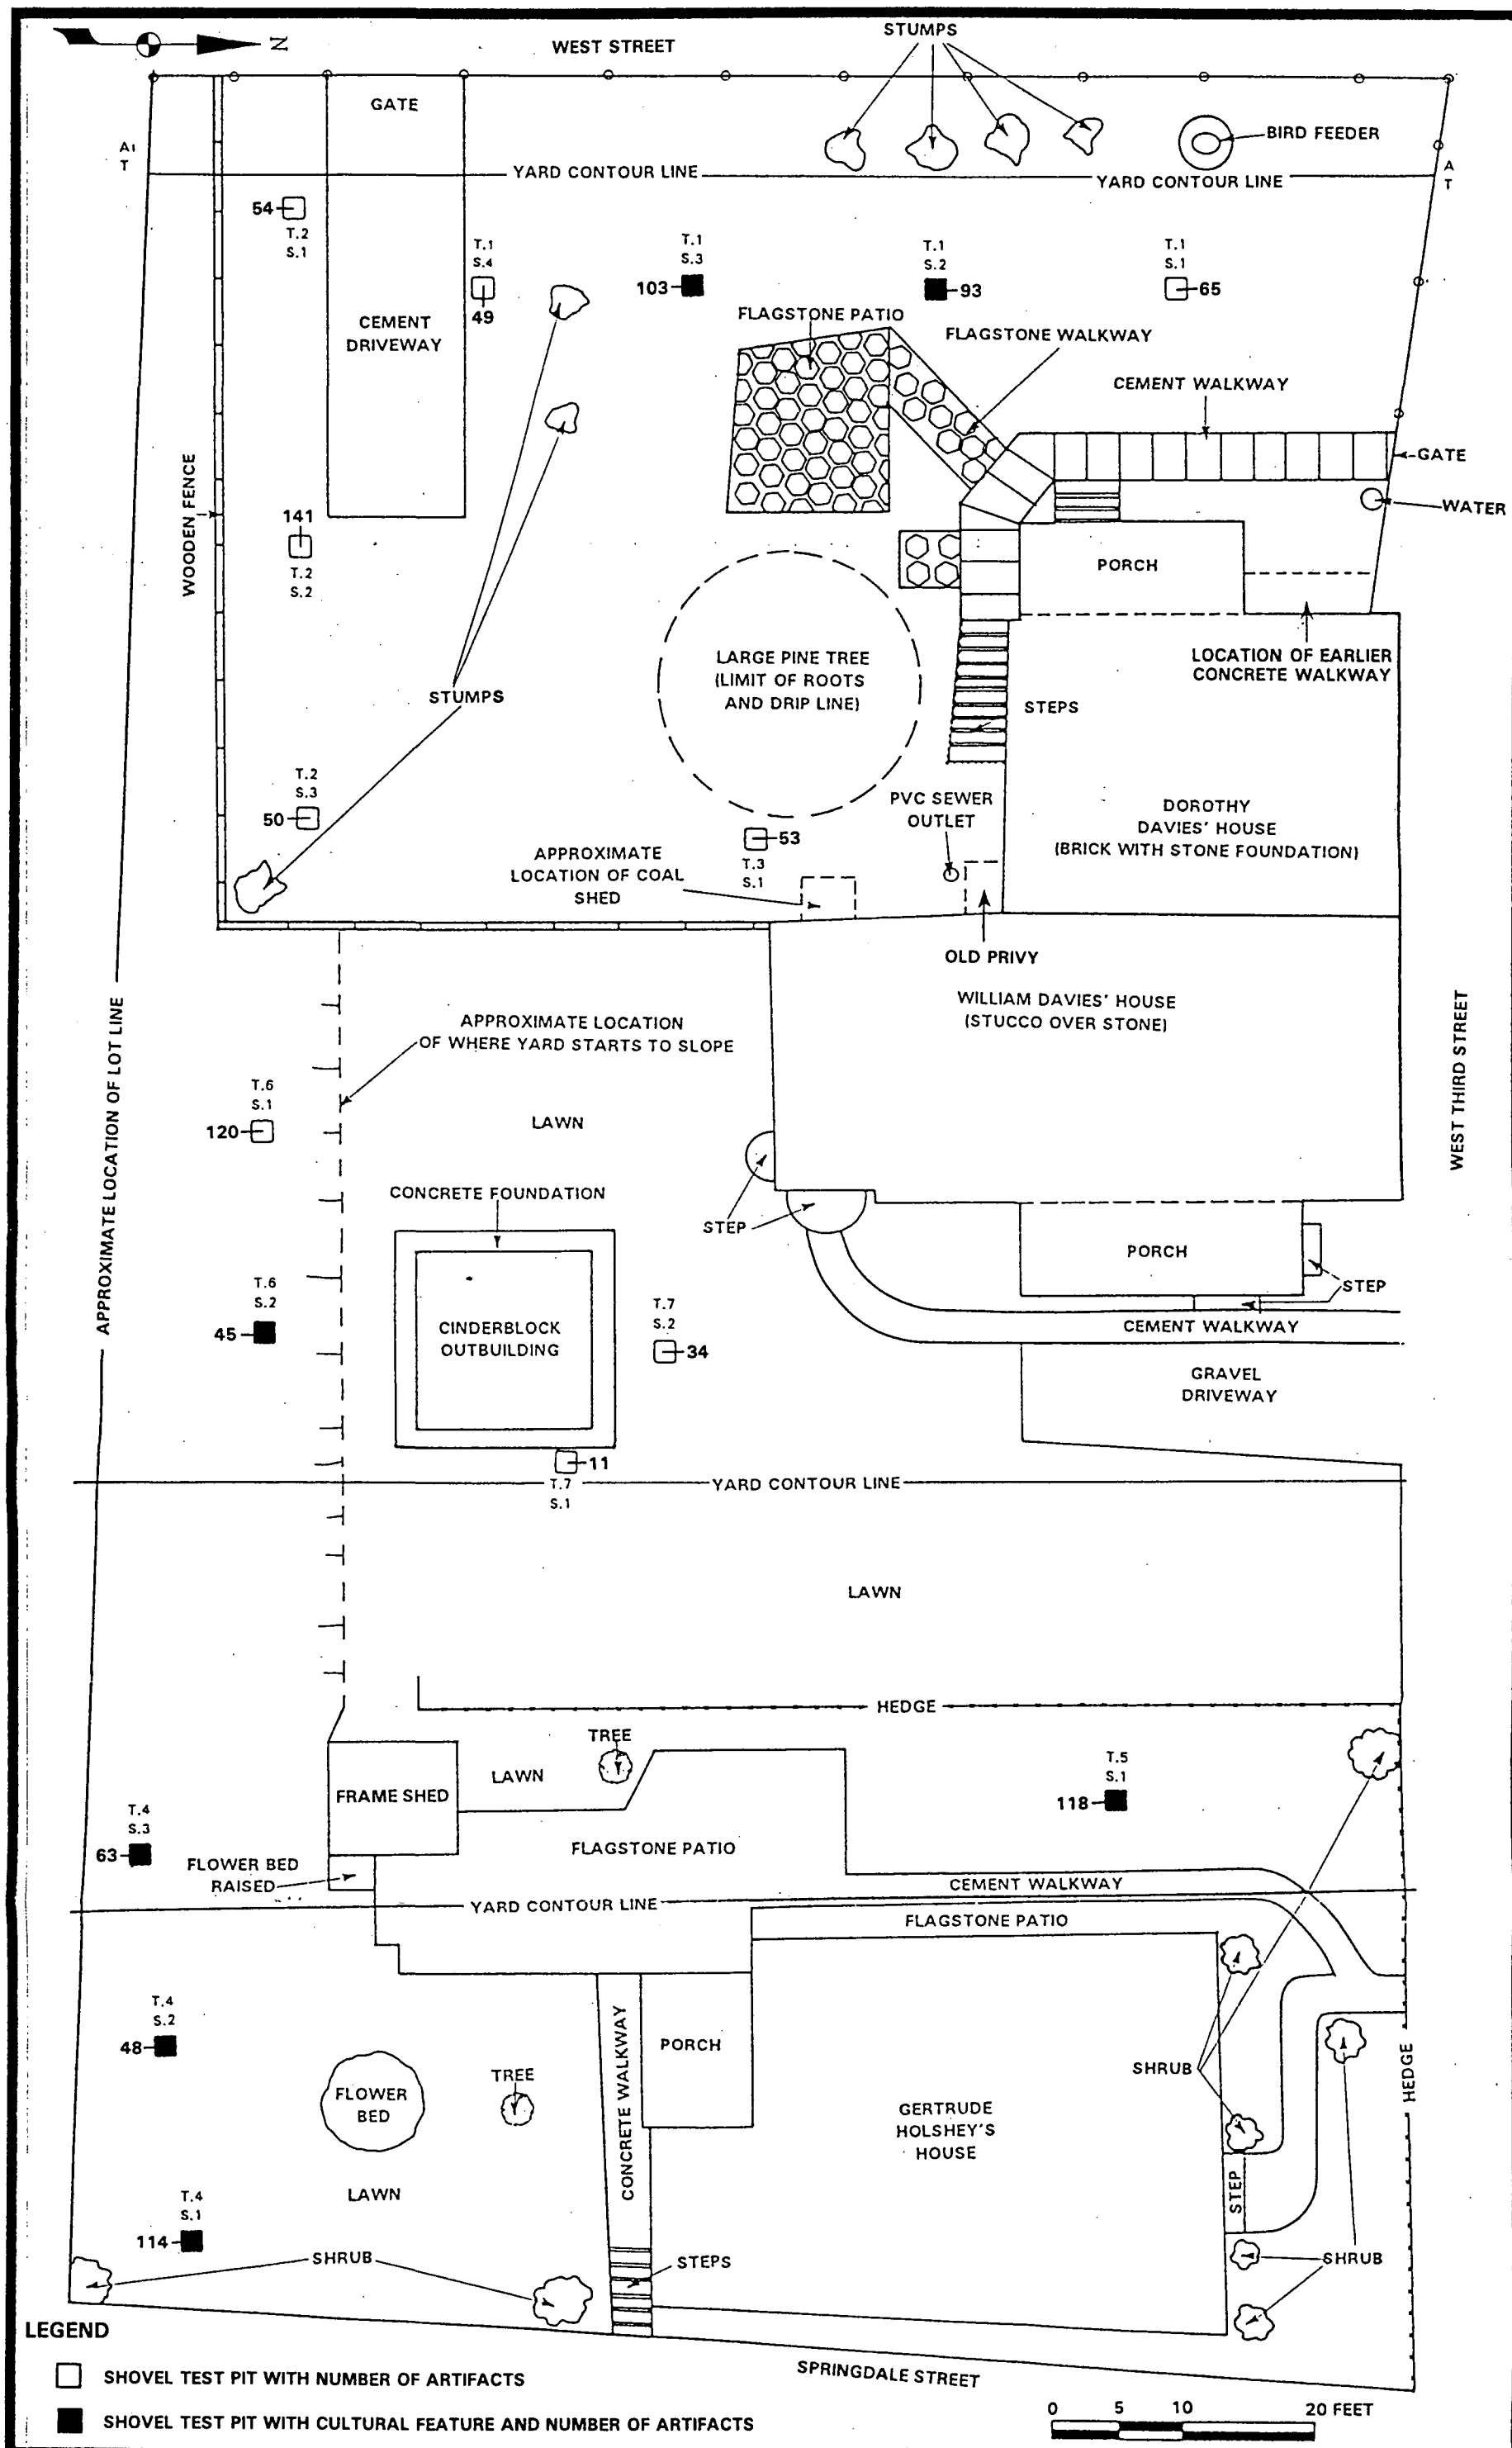 N
WEST STREET
STUMPS
GATE
BIRD FEEDER
A
T
A
T
YARD CONTOUR LINE
YARD CONTOUR LINE
54
T.2
S.1
T.1
S.4
49
T.1
S.3
103
T.1
S.2
93
T.1
S.1
65
CEMENT
DRIVEWAY
FLAGSTONE PATIO
FLAGSTONE WALKWAY
CEMENT WALKWAY
GATE
WATER
WOODEN FENCE
141
T.2
S.2
PORCH
LARGE PINE TREE
(LIMIT OF ROOTS
AND DRIP LINE)
LOCATION OF EARLIER
CONCRETE WALKWAY
STUMPS
STEPS
T.2
S.3
50
PVC SEWER
OUTLET
DOROTHY
DAVIES' HOUSE
(BRICK WITH STONE FOUNDATION)
53
T.3
S.1
APPROXIMATE
LOCATION OF COAL
SHED
OLD PRIVY
WILLIAM DAVIES' HOUSE
(STUCCO OVER STONE)
APPROXIMATE LOCATION
OF WHERE YARD STARTS TO SLOPE
APPROXIMATE LOCATION OF LOT LINE
WEST THIRD STREET
T.6
S.1
120
LAWN
CONCRETE FOUNDATION
STEP
PORCH
STEP
T.6
S.2
45
CINDERBLOCK
OUTBUILDING
T.7
S.2
34
CEMENT WALKWAY
GRAVEL
DRIVEWAY
11
T.7
S.1
YARD CONTOUR LINE
LAWN
HEDGE
TREE
LAWN
FRAME SHED
T.5
S.1
118
T.4
S.3
63
FLOWER BED
RAISED
FLAGSTONE PATIO
CEMENT WALKWAY
YARD CONTOUR LINE
FLAGSTONE PATIO
T.4
S.2
48
CONCRETE WALKWAY
PORCH
TREE
FLOWER
BED
SHRUB
HEDGE
GERTRUDE
HOLSHEY'S
HOUSE
STEP
LAWN
T.4
S.1
114
SHRUB
STEPS
SHRUB
LEGEND
SHOVEL TEST PIT WITH NUMBER OF ARTIFACTS
SHOVEL TEST PIT WITH CULTURAL FEATURE AND NUMBER OF ARTIFACTS
SPRINGDALE STREET
0 5 10 20 FEET